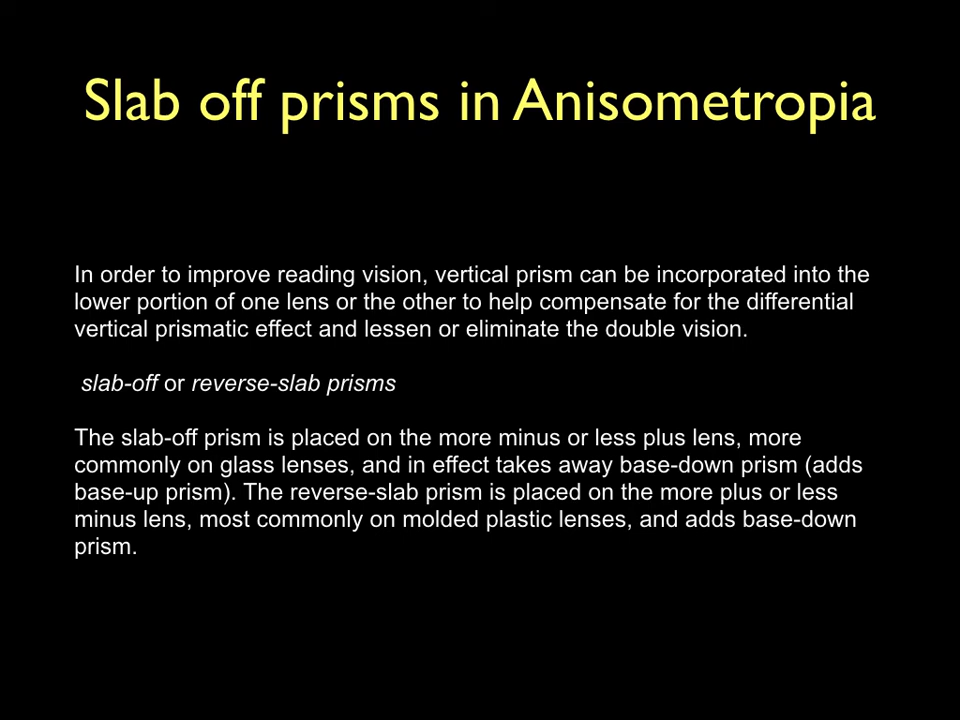 Slab off prisms in Anisometropia
In order to improve reading vision, vertical prism can be incorporated into the
lower portion of one lens or the other to help compensate for the differential
vertical prismatic effect and lessen or eliminate the double vision.
slab-off or reverse-slab prisms
The slab-off prism is placed on the more minus or less plus lens, more
commonly on glass lenses, and in effect takes away base-down prism (adds
base-up prism). The reverse-slab prism is placed on the more plus or less
minus lens, most commonly on molded plastic lenses, and adds base-down
prism.